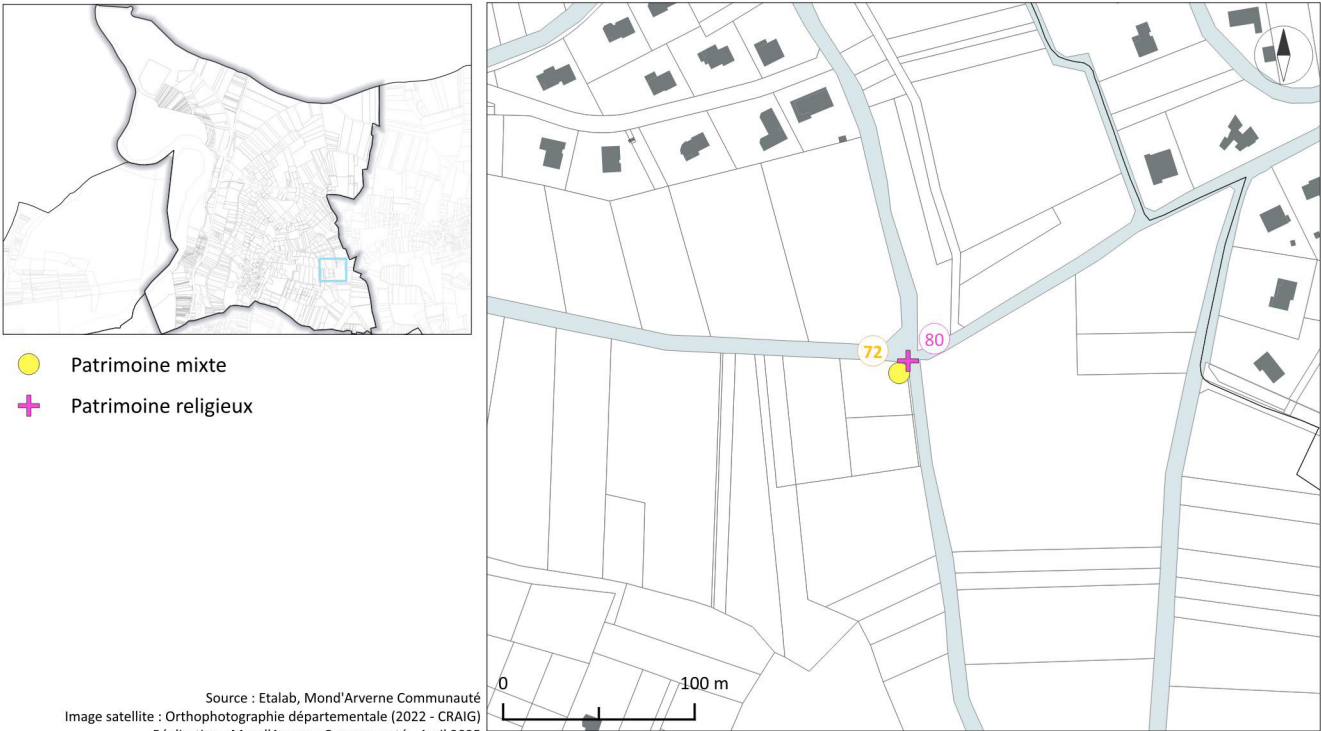 Patrimoine mixte
Patrimoine religieux
Source : Etalab, Mond'Arverne Communauté
Image satellite : Orthophotographie départementale (2022 - CRAIG)
72
80
0 100 m